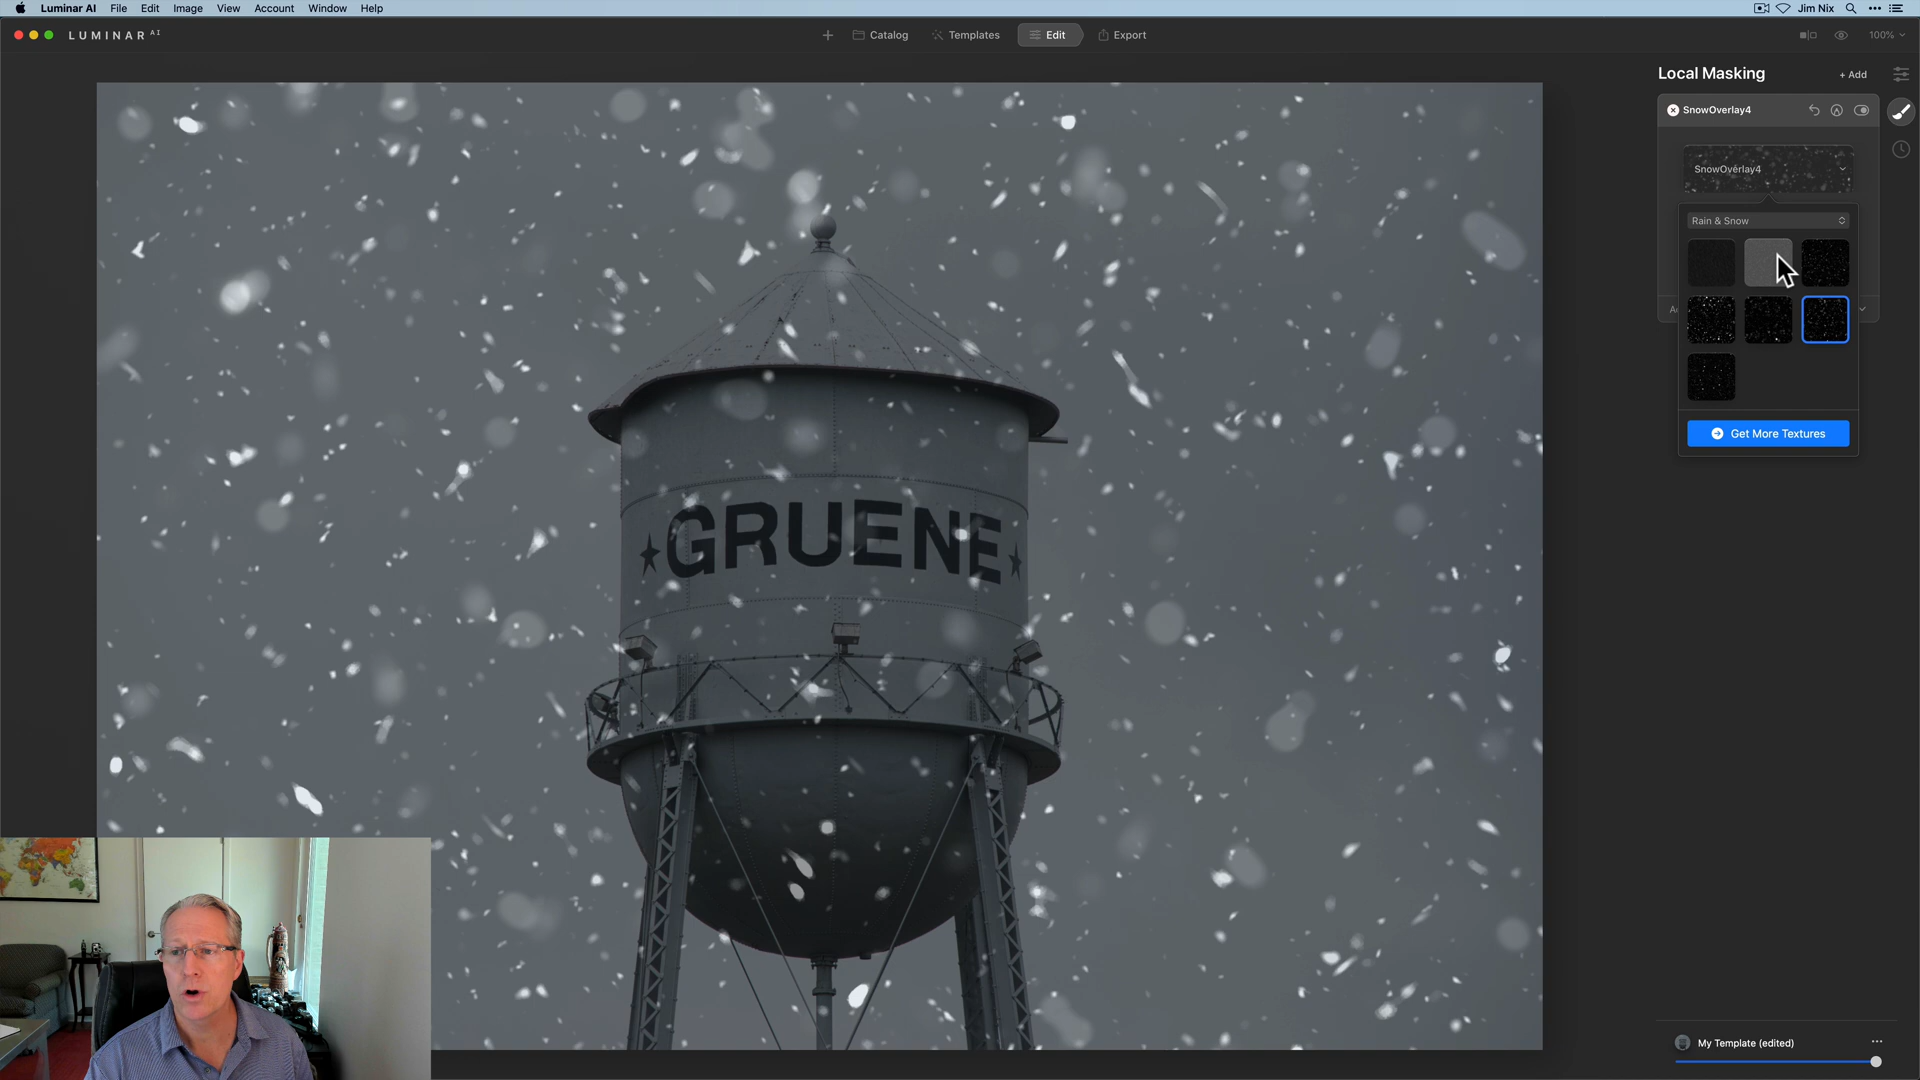 Luminar AI File Edit Image View Account Window Help Jim Nix
LUMINAR AI
Catalog Templates Edit Export 100%
Local Masking + Add
SnowOverlay4
SnowOverlay4
Rain & Snow
Get More Textures
GRUENE
My Template (edited)